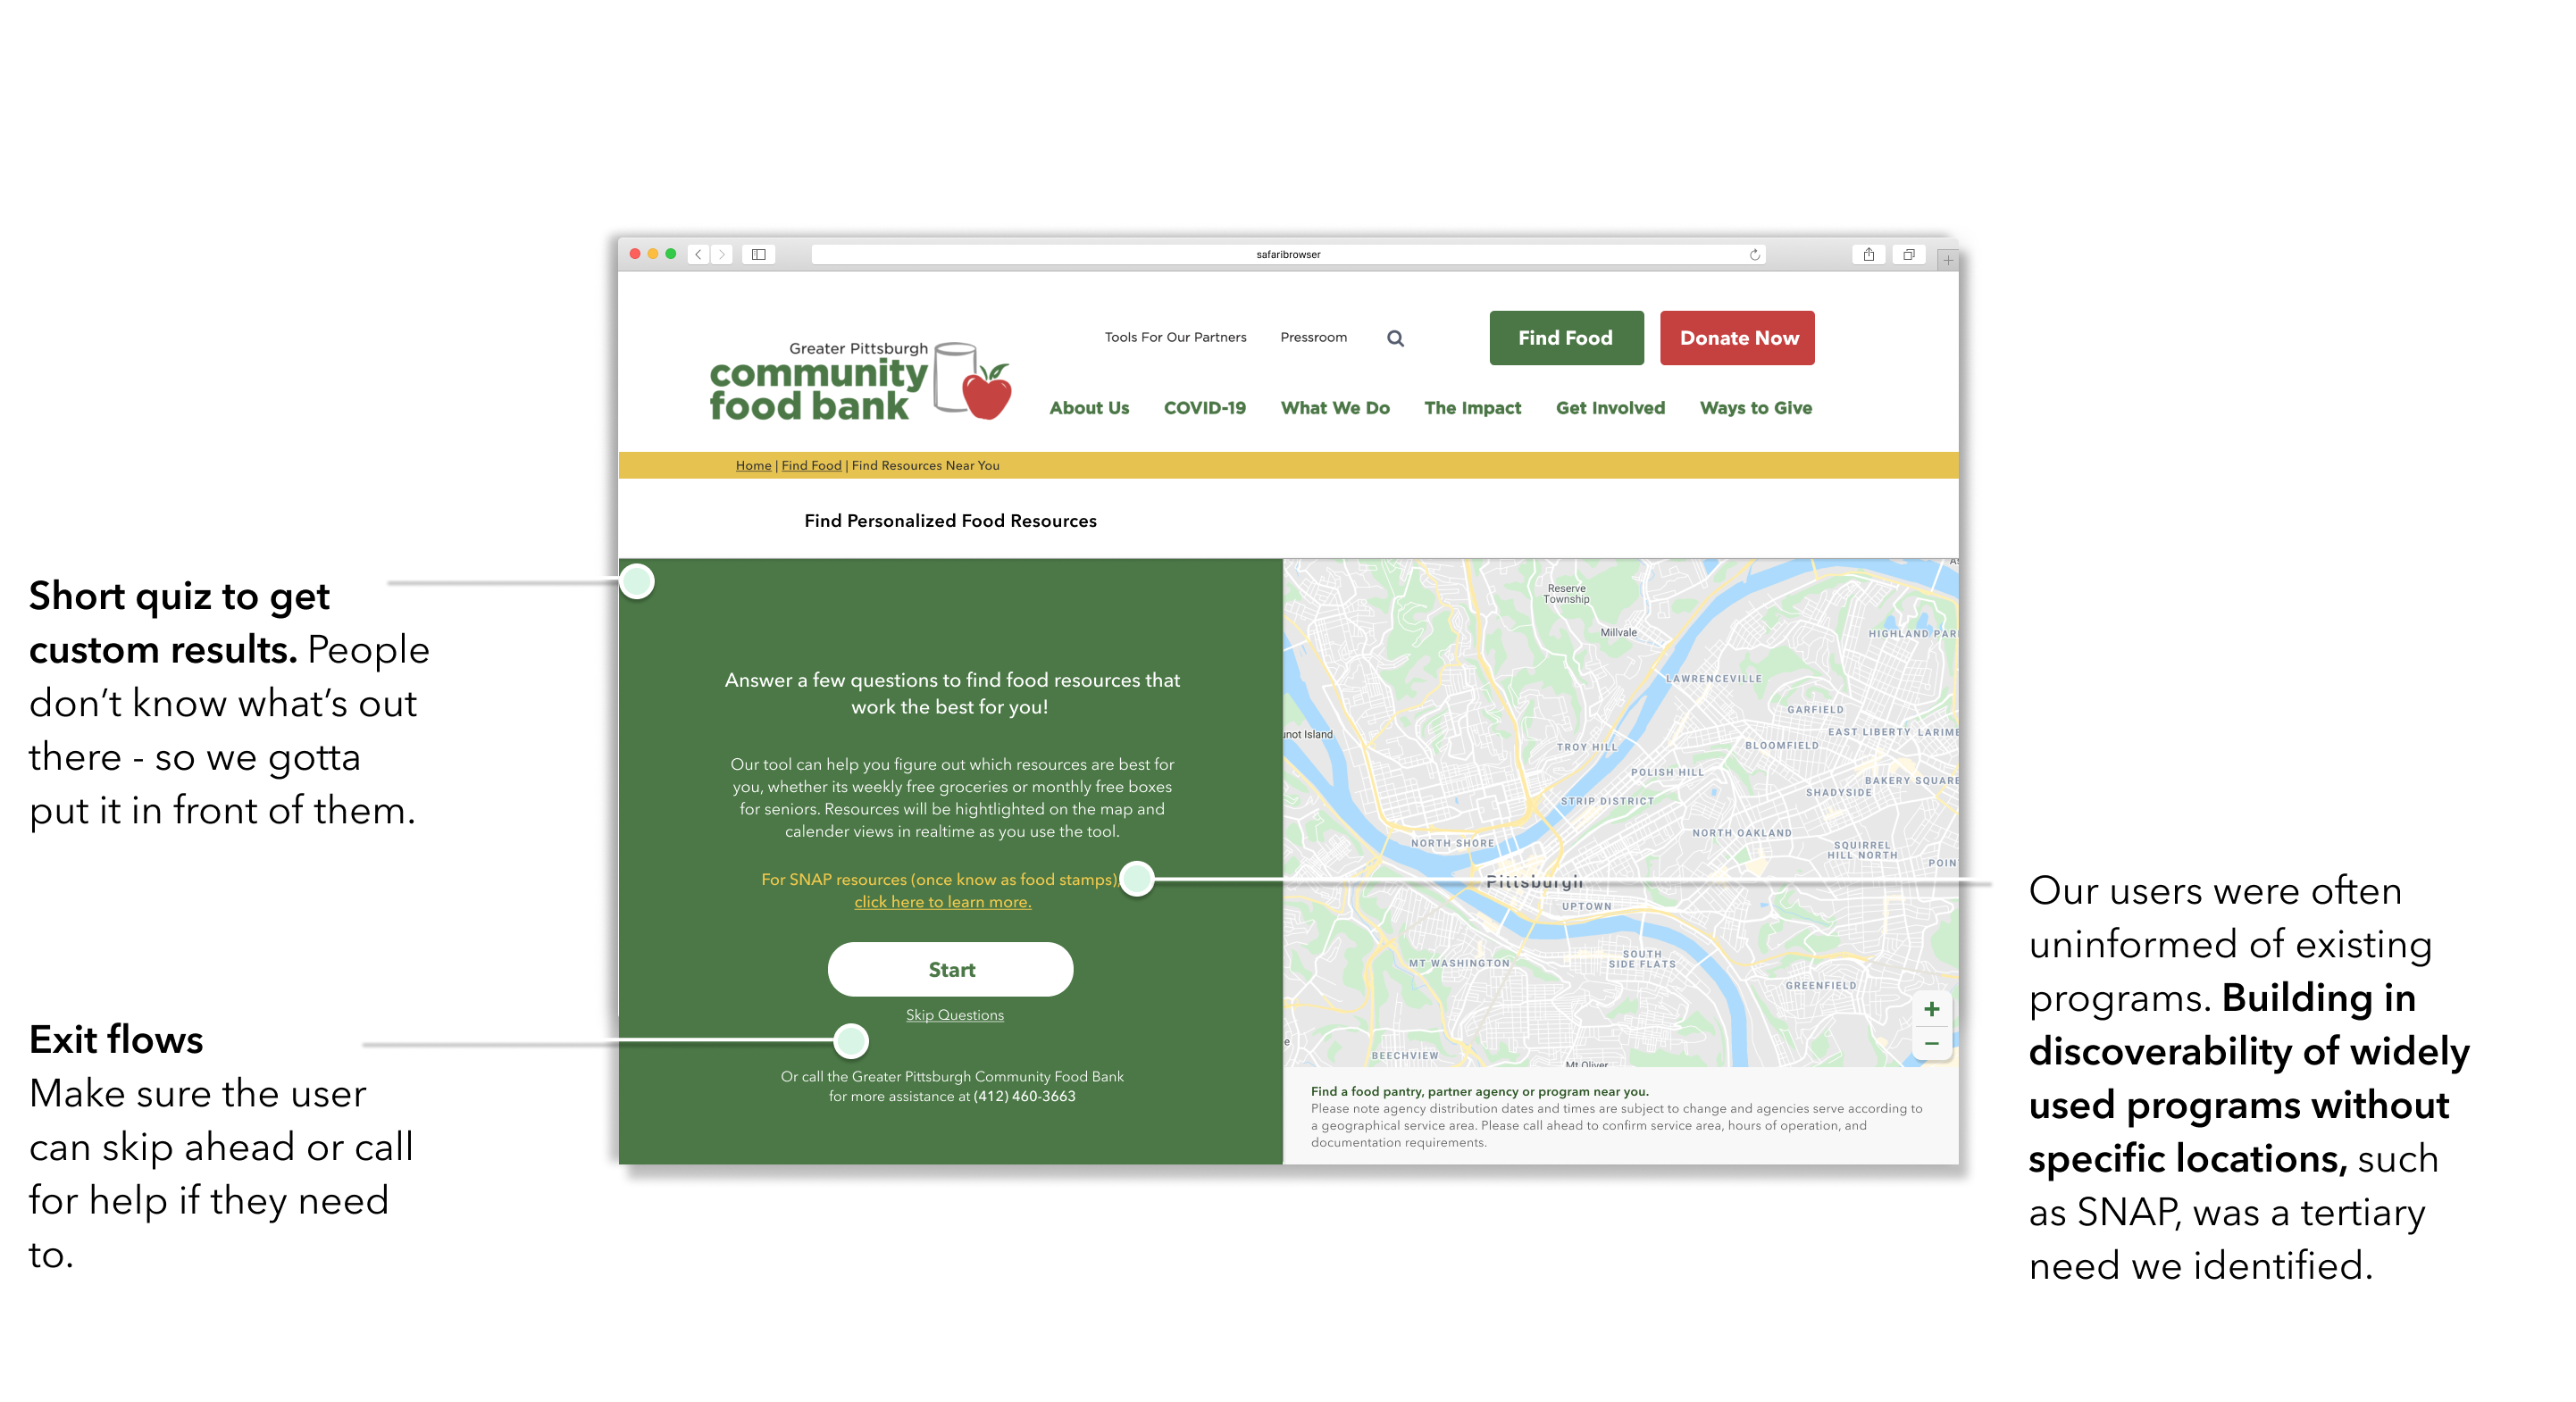 safaribrowser
Tools For Our Partners
Pressroom
Find Food
Donate Now
Greater Pittsburgh
community
food bank
About Us
COVID-19
What We Do
The Impact
Get Involved
Ways to Give
Home | Find Food | Find Resources Near You
Find Personalized Food Resources
Short quiz to get
custom results. People
don't know what's out
there - so we gotta
put it in front of them.
Exit flows
Make sure the user
can skip ahead or call
for help if they need
to.
Answer a few questions to find food resources that
work the best for you!
Our tool can help you figure out which resources are best for
you, whether its weekly free groceries or monthly free boxes
for seniors. Resources will be hightlighted on the map and
calender views in realtime as you use the tool.
For SNAP resources (once know as food stamps),
click here to learn more.
Start
Skip Questions
Or call the Greater Pittsburgh Community Food Bank
for more assistance at (412) 460-3663
Reserve
Township
Millvale
HIGHLAND PAR
LAWRENCEVILLE
GARFIELD
EAST LIBERTY
LARIME
unot Island
TROY HILL
BLOOMFIELD
POLISH HILL
BAKERY SQUARE
SHADYSIDE
STRIP DISTRICT
NORTH OAKLAND
NORTH SHORE
SQUIRREL
HILL NORTH
POIN
Pittsburgh
UPTOWN
MT WASHINGTON
SOUTH
SIDE FLATS
GREENFIELD
BEECHVIEW
Mt Oliver
+
−
Find a food pantry, partner agency or program near you.
Please note agency distribution dates and times are subject to change and agencies serve according to
a geographical service area. Please call ahead to confirm service area, hours of operation, and
documentation requirements.
Our users were often
uninformed of existing
programs. Building in
discoverability of widely
used programs without
specific locations, such
as SNAP, was a tertiary
need we identified.